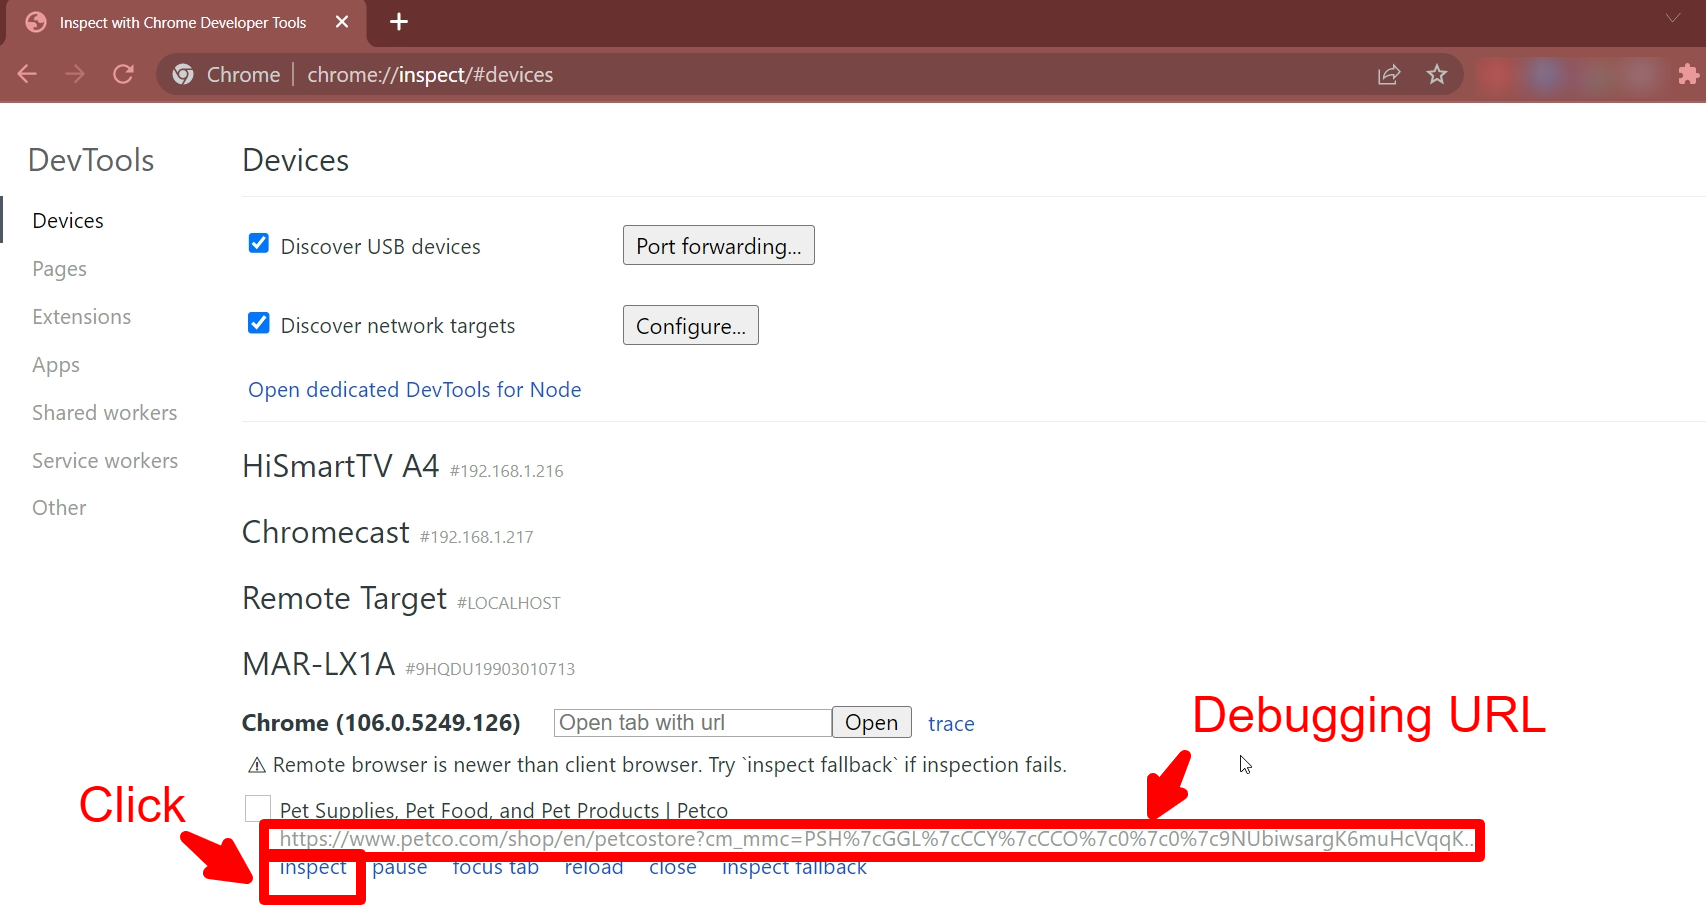 Inspect with Chrome Developer Tools
Chrome | chrome://inspect/#devices
DevTools
Devices
Pages
Extensions
Apps
Shared workers
Service workers
Other
Devices
Discover USB devices Port forwarding...
Discover network targets Configure...
Open dedicated DevTools for Node
HiSmartTV A4 #192.168.1.216
Chromecast #192.168.1.217
Remote Target #LOCALHOST
MAR-LX1A #9HQDU19903010713
Chrome (106.0.5249.126) Open tab with url Open trace
Debugging URL
⚠ Remote browser is newer than client browser. Try `inspect fallback` if inspection fails.
Click
Pet Supplies, Pet Food, and Pet Products | Petco
https://www.petco.com/shop/en/petcostore?cm_mmc=PSH%7cGGL%7cCCY%7cCCO%7c0%7c0%7c9NUbiwsargK6muHcVqqK...
inspect pause focus tab reload close inspect fallback